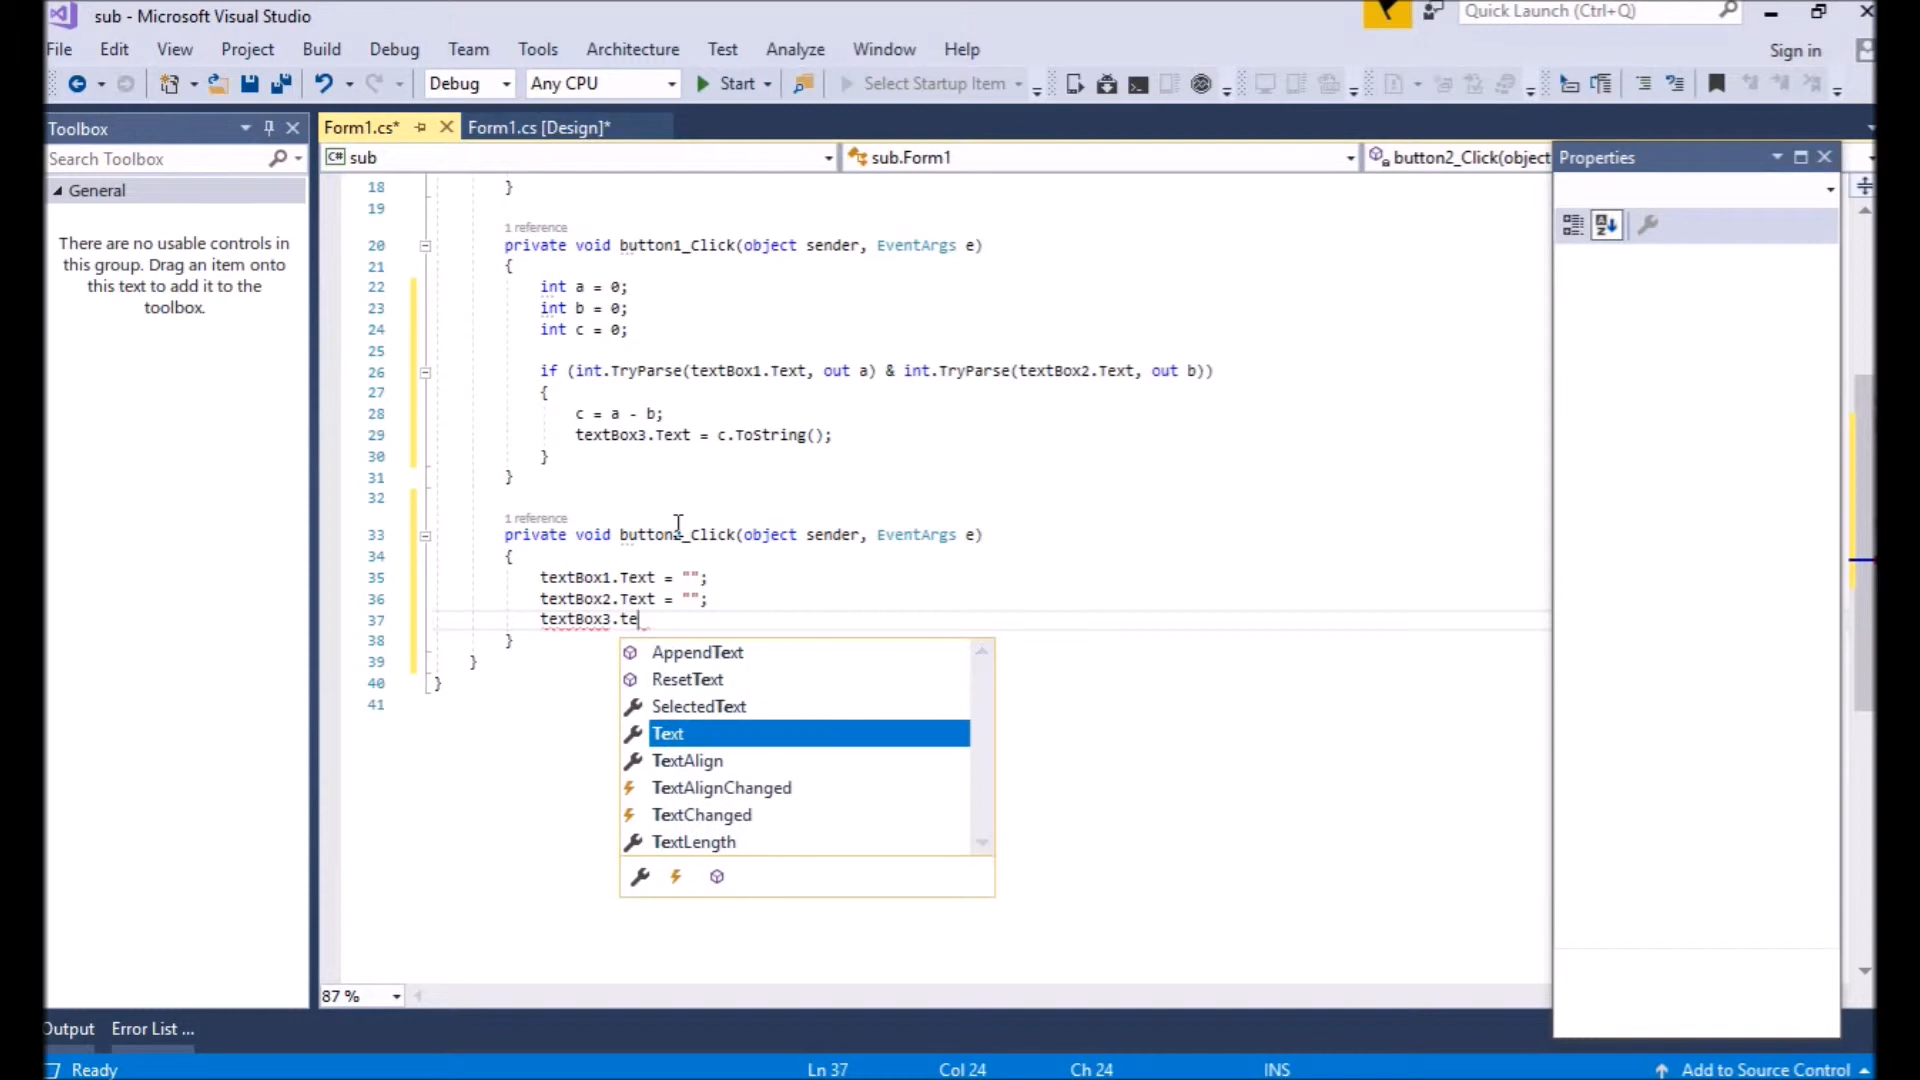 sub - Microsoft Visual Studio
Quick Launch (Ctrl+Q)
File Edit View Project Build Debug Team Tools Architecture Test Analyze Window Help
Sign in
Debug Any CPU Start Select Startup Item
Toolbox
Form1.cs* Form1.cs [Design]*
Search Toolbox
C# sub sub.Form1 button2_Click(object
Properties
General
There are no usable controls in
this group. Drag an item onto
this text to add it to the
toolbox.
18 }
19
1 reference
20 private void button1_Click(object sender, EventArgs e)
21 {
22 int a = 0;
23 int b = 0;
24 int c = 0;
25
26 if (int.TryParse(textBox1.Text, out a) & int.TryParse(textBox2.Text, out b))
27 {
28 c = a - b;
29 textBox3.Text = c.ToString();
30 }
31 }
32
1 reference
33 private void button2_Click(object sender, EventArgs e)
34 {
35 textBox1.Text = "";
36 textBox2.Text = "";
37 textBox3.te
38 }
39 }
40 }
41
AppendText
ResetText
SelectedText
Text
TextAlign
TextAlignChanged
TextChanged
TextLength
87 %
Output Error List ...
Ready Ln 37 Col 24 Ch 24 INS Add to Source Control